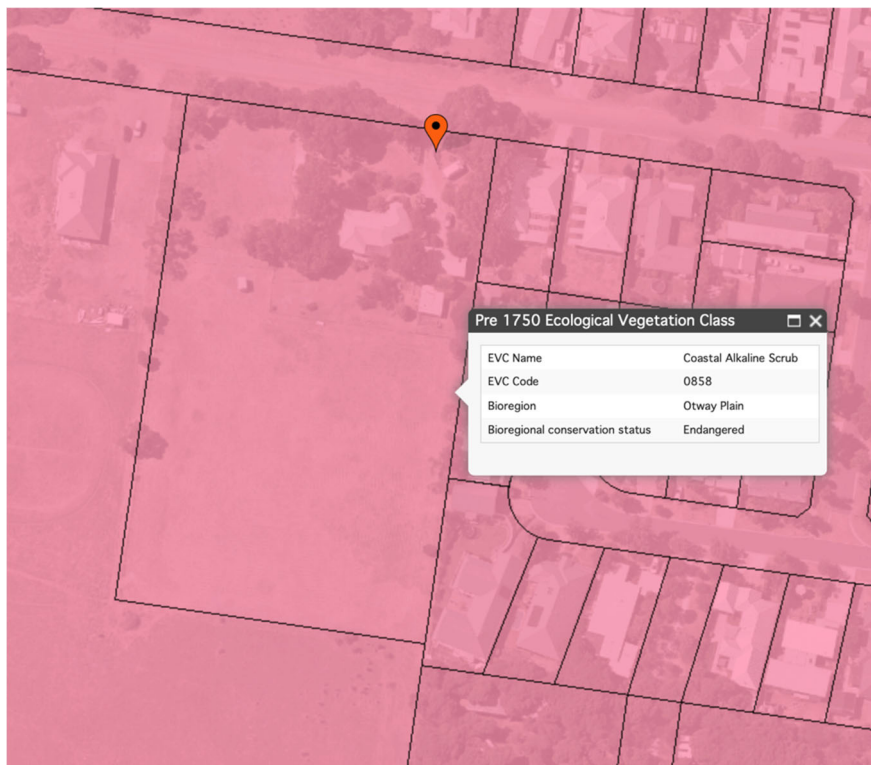 Pre 1750 Ecological Vegetation Class
EVC Name Coastal Alkaline Scrub
EVC Code 0858
Bioregion Otway Plain
Bioregional conservation status Endangered